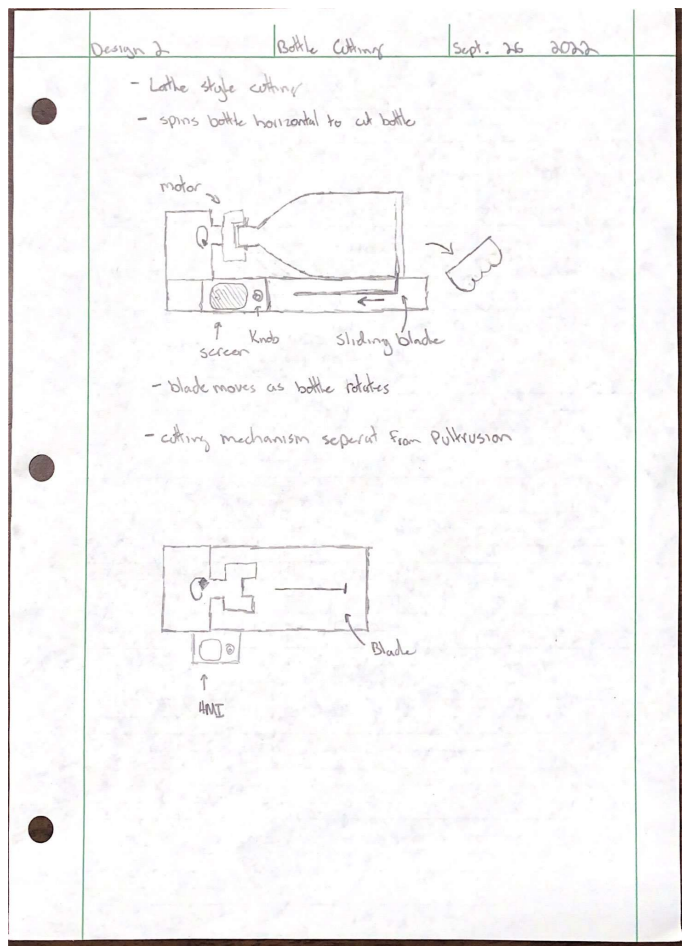 Design 2 Bottle Cutting Sept. 26 2022
- Lathe style cutting
- spins bottle horizontal to cut bottle
motor
screen Knob sliding blade
- blade moves as bottle rotates
- cutting mechanism seperat from Pultrusion
Blade
HMI